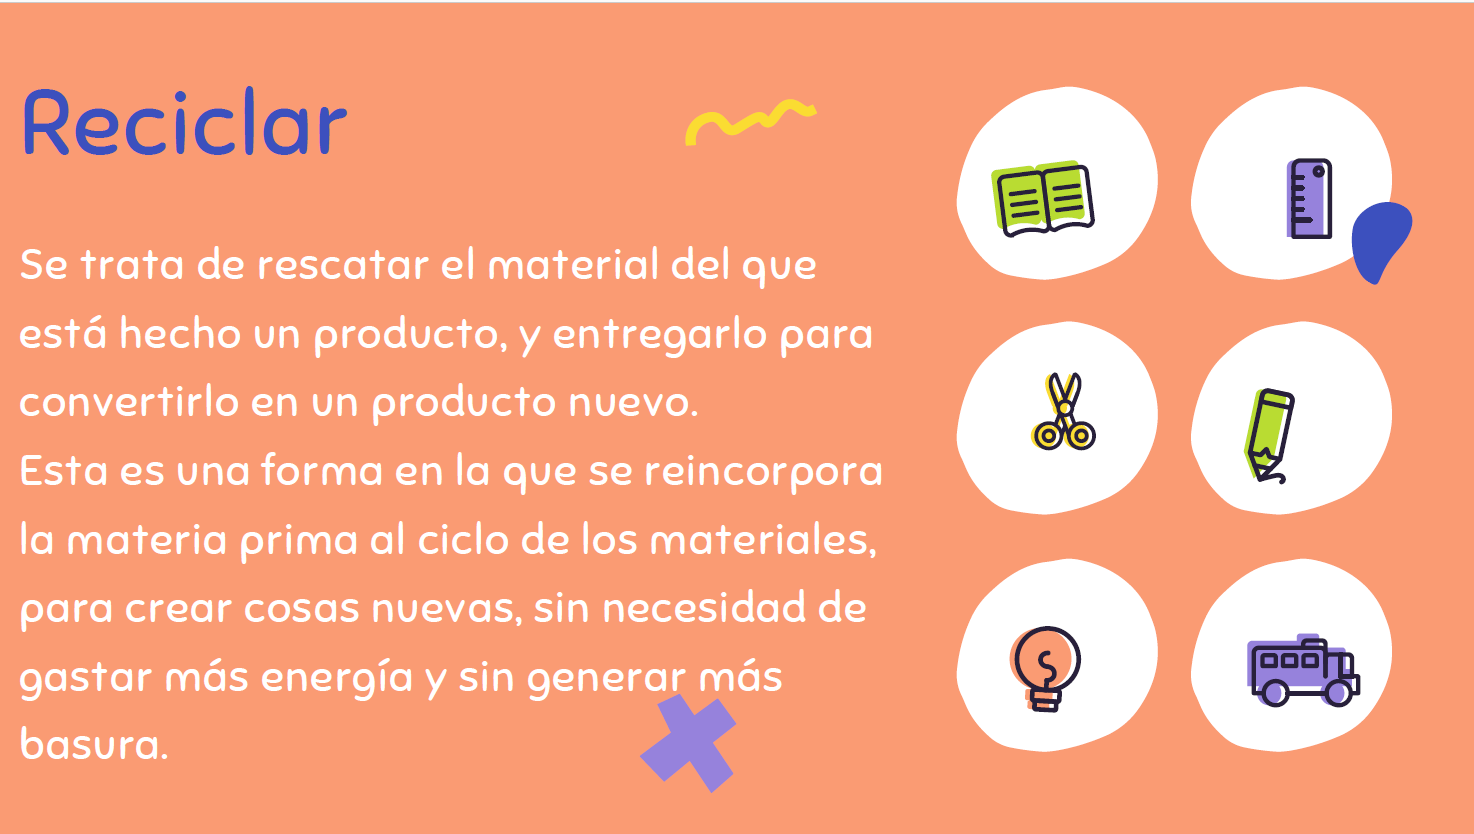 Reciclar
Se trata de rescatar el material del que
está hecho un producto, y entregarlo para
convertirlo en un producto nuevo.
Esta es una forma en la que se reincorpora
la materia prima al ciclo de los materiales,
para crear cosas nuevas, sin necesidad de
gastar más energía y sin generar más
basura.